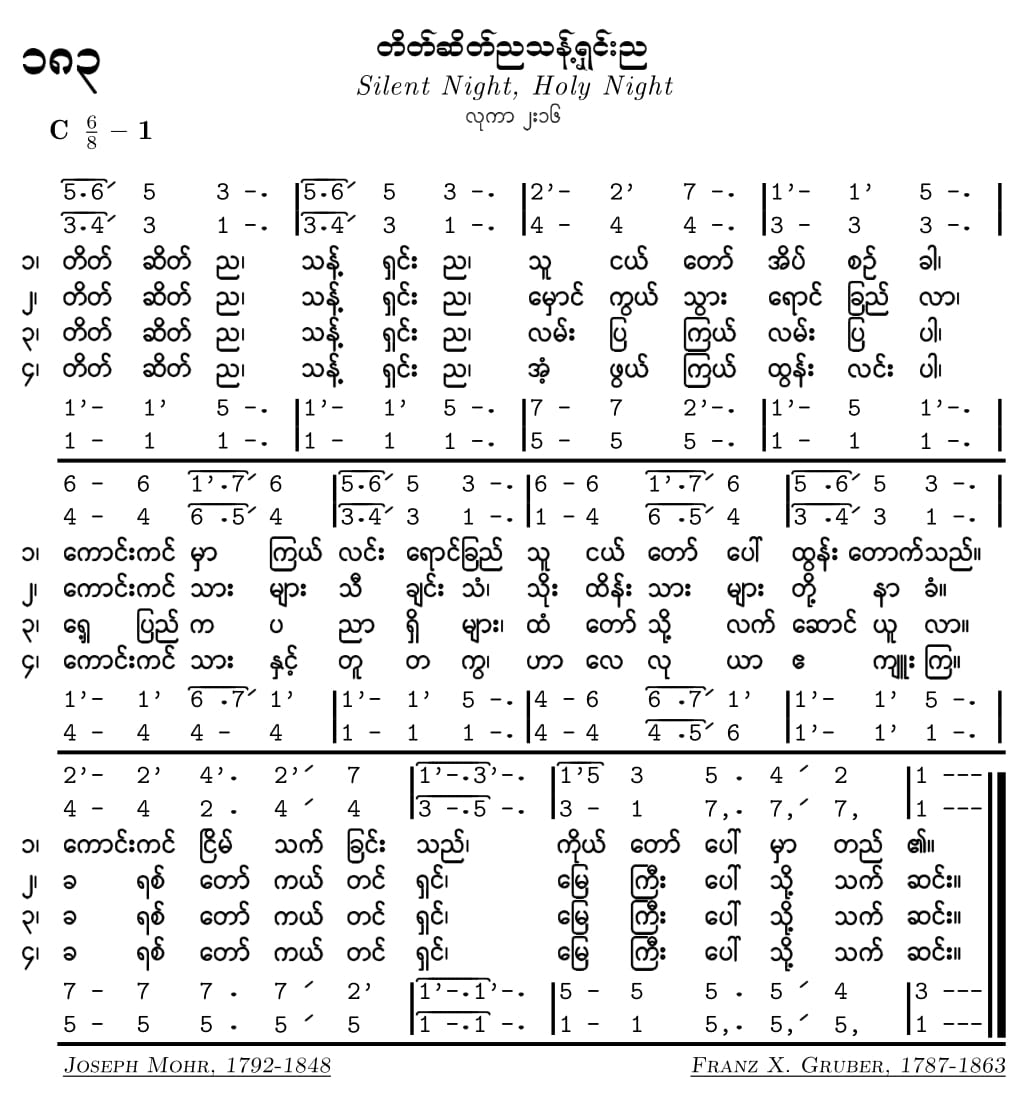 ၁၈၃
တိတ်ဆိတ်ညသန့်ရှင်းည
Silent Night, Holy Night
လုကာ ၂း၁၆
C 6/8 – 1
5.6´ 5 3 -. |5.6´ 5 3 -. |2’- 2’ 7 -. |1’- 1’ 5 -. |
3.4´ 3 1 -. |3.4´ 3 1 -. |4 - 4 4 -. |3 - 3 3 -. |
၁၊ တိတ် ဆိတ် ည၊ သန့် ရှင်း ည၊ သူ ငယ် တော် အိပ် စဉ် ခါ၊
၂၊ တိတ် ဆိတ် ည၊ သန့် ရှင်း ည၊ မှောင် ကွယ် သွား ရောင် ခြည် လာ၊
၃၊ တိတ် ဆိတ် ည၊ သန့် ရှင်း ည၊ လမ်း ပြ ကြယ် လမ်း ပြ ပါ၊
၄၊ တိတ် ဆိတ် ည၊ သန့် ရှင်း ည၊ အံ့ ဖွယ် ကြယ် ထွန်း လင်း ပါ၊
1’- 1’ 5 -. |1’- 1’ 5 -. |7 - 7 2’-. |1’- 5 1’-. |
1 - 1 1 -. |1 - 1 1 -. |5 - 5 5 -. |1 - 1 1 -. |
6 - 6 1’.7´ 6 |5.6´ 5 3 -. |6 - 6 1’.7´ 6 |5 .6´ 5 3 -. |
4 - 4 6 .5´ 4 |3.4´ 3 1 -. |1 - 4 6 .5´ 4 |3 .4´ 3 1 -. |
၁၊ ကောင်းကင် မှာ ကြယ် လင်း ရောင်ခြည် သူ ငယ် တော် ပေါ် ထွန်း တောက်သည်။
၂၊ ကောင်းကင် သား များ သီ ချင်း သံ၊ သိုး ထိန်း သား များ တို့ နာ ခံ။
၃၊ ရှေ့ ပြည် က ပ ညာ ရှိ များ၊ ထံ တော် သို့ လက် ဆောင် ယူ လာ။
၄၊ ကောင်းကင် သား နှင့် တူ တ ကွ၊ ဟာ လေ လု ယာ ဧ ကျူး ကြ။
1’- 1’ 6 .7´ 1’ |1’- 1’ 5 -. |4 - 6 6 .7´ 1’ |1’- 1’ 5 -. |
4 - 4 4 - 4 |1 - 1 1 -. |4 - 4 4 .5´ 6 |1’- 1’ 1 -. |
2’- 2’ 4’. 2’´ 7 |1’-.3’-. |1’5 3 5 . 4 ´ 2 |1 ---
4 - 4 2 . 4 ´ 4 |3 -.5 -. |3 - 1 7,. 7,´ 7, |1 ---
၁၊ ကောင်းကင် ငြိမ် သက် ခြင်း သည်၊ ကိုယ် တော် ပေါ် မှာ တည် ၏။
၂၊ ခ ရစ် တော် ကယ် တင် ရှင်၊ မြေ ကြီး ပေါ် သို့ သက် ဆင်း။
၃၊ ခ ရစ် တော် ကယ် တင် ရှင်၊ မြေ ကြီး ပေါ် သို့ သက် ဆင်း။
၄၊ ခ ရစ် တော် ကယ် တင် ရှင်၊ မြေ ကြီး ပေါ် သို့ သက် ဆင်း။
7 - 7 7 . 7 ´ 2’ |1’-.1’-. |5 - 5 5 . 5 ´ 4 |3 ---
5 - 5 5 . 5 ´ 5 |1 -.1 -. |1 - 1 5,. 5,´ 5, |1 ---
JOSEPH MOHR, 1792-1848 FRANZ X. GRUBER, 1787-1863